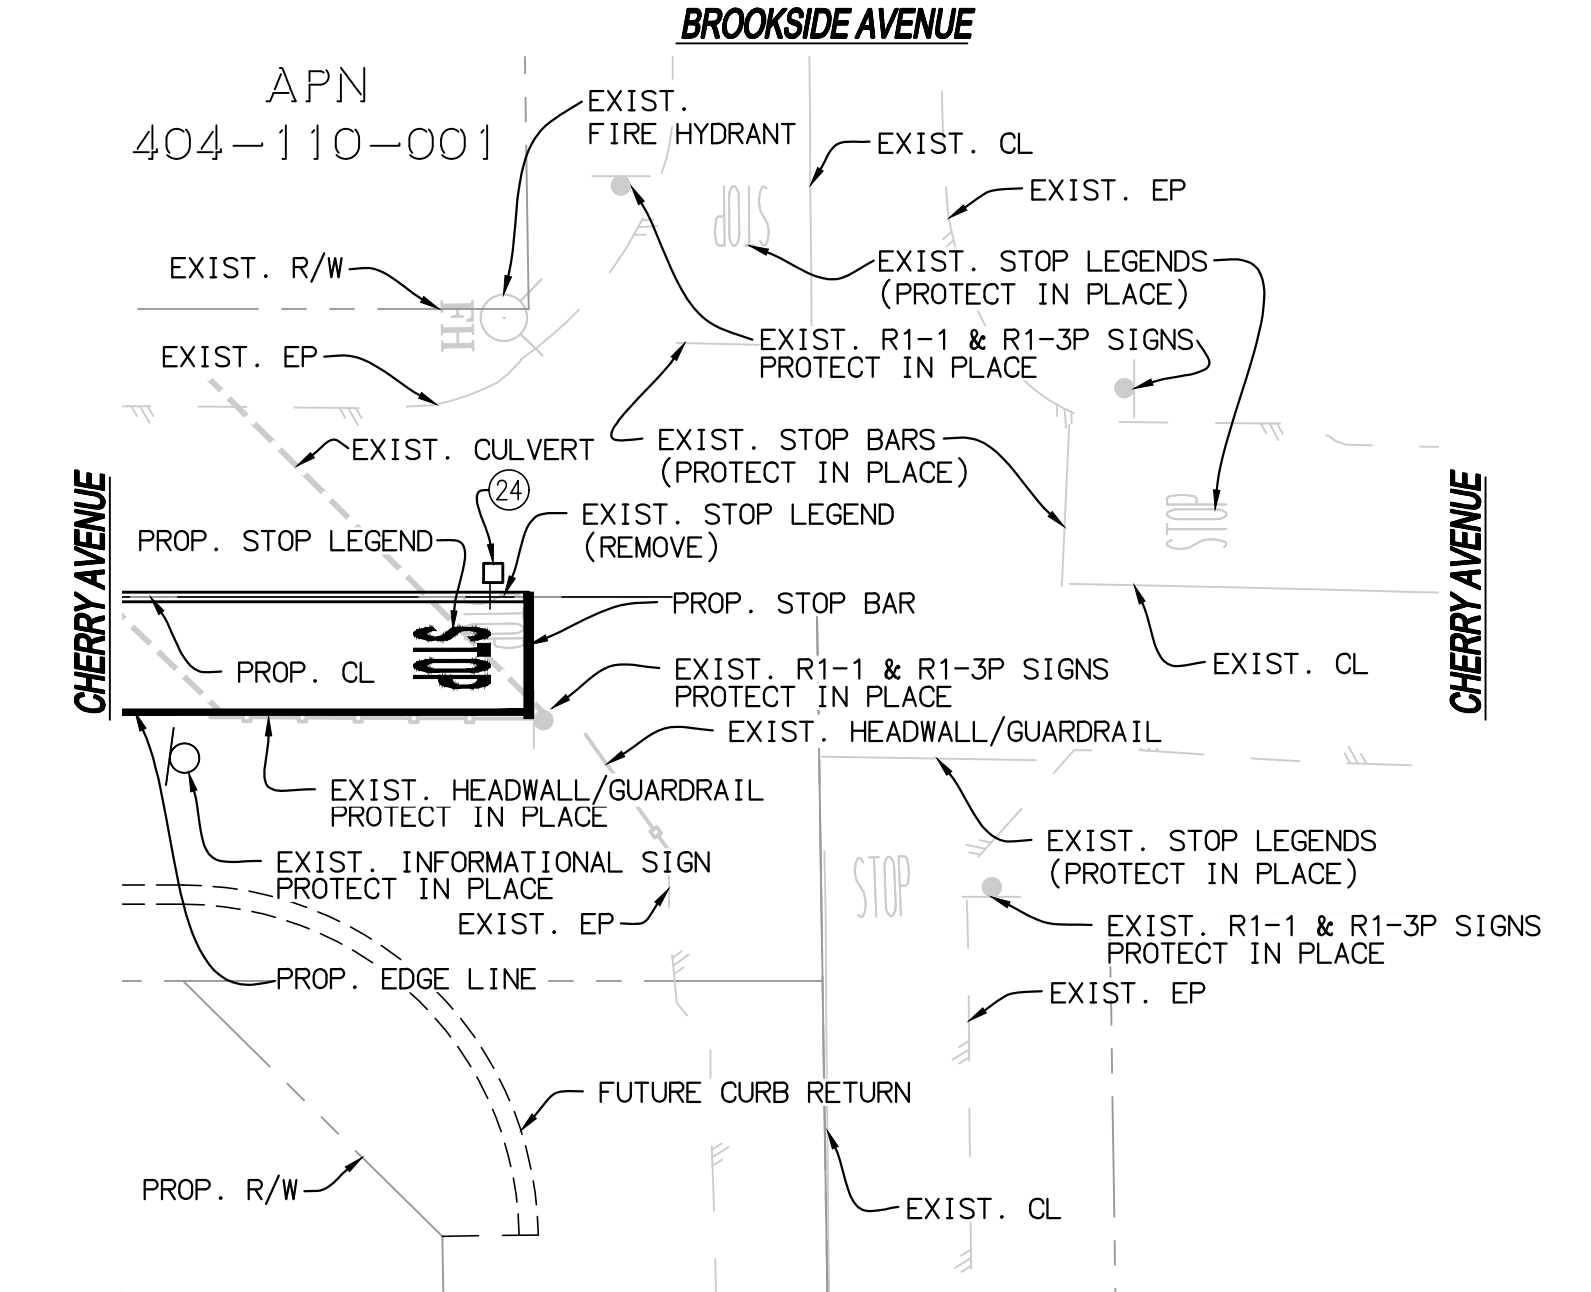 BROOKSIDE AVENUE
APN
404-110-001
EXIST.
FIRE HYDRANT
EXIST. CL
EXIST. EP
STOP
EXIST. R/W
EXIST. STOP LEGENDS
(PROTECT IN PLACE)
FH
EXIST. EP
EXIST. R1-1 & R1-3P SIGNS
PROTECT IN PLACE
EXIST. CULVERT
EXIST. STOP BARS
(PROTECT IN PLACE)
24
EXIST. STOP LEGEND
(REMOVE)
STOP
PROP. STOP LEGEND
CHERRY AVENUE
CHERRY AVENUE
PROP. STOP BAR
STOP
STOP
PROP. CL
EXIST. R1-1 & R1-3P SIGNS
PROTECT IN PLACE
EXIST. CL
EXIST. HEADWALL/GUARDRAIL
EXIST. HEADWALL/GUARDRAIL
PROTECT IN PLACE
EXIST. STOP LEGENDS
(PROTECT IN PLACE)
EXIST. INFORMATIONAL SIGN
PROTECT IN PLACE
STOP
EXIST. EP
EXIST. R1-1 & R1-3P SIGNS
PROTECT IN PLACE
PROP. EDGE LINE
EXIST. EP
FUTURE CURB RETURN
PROP. R/W
EXIST. CL